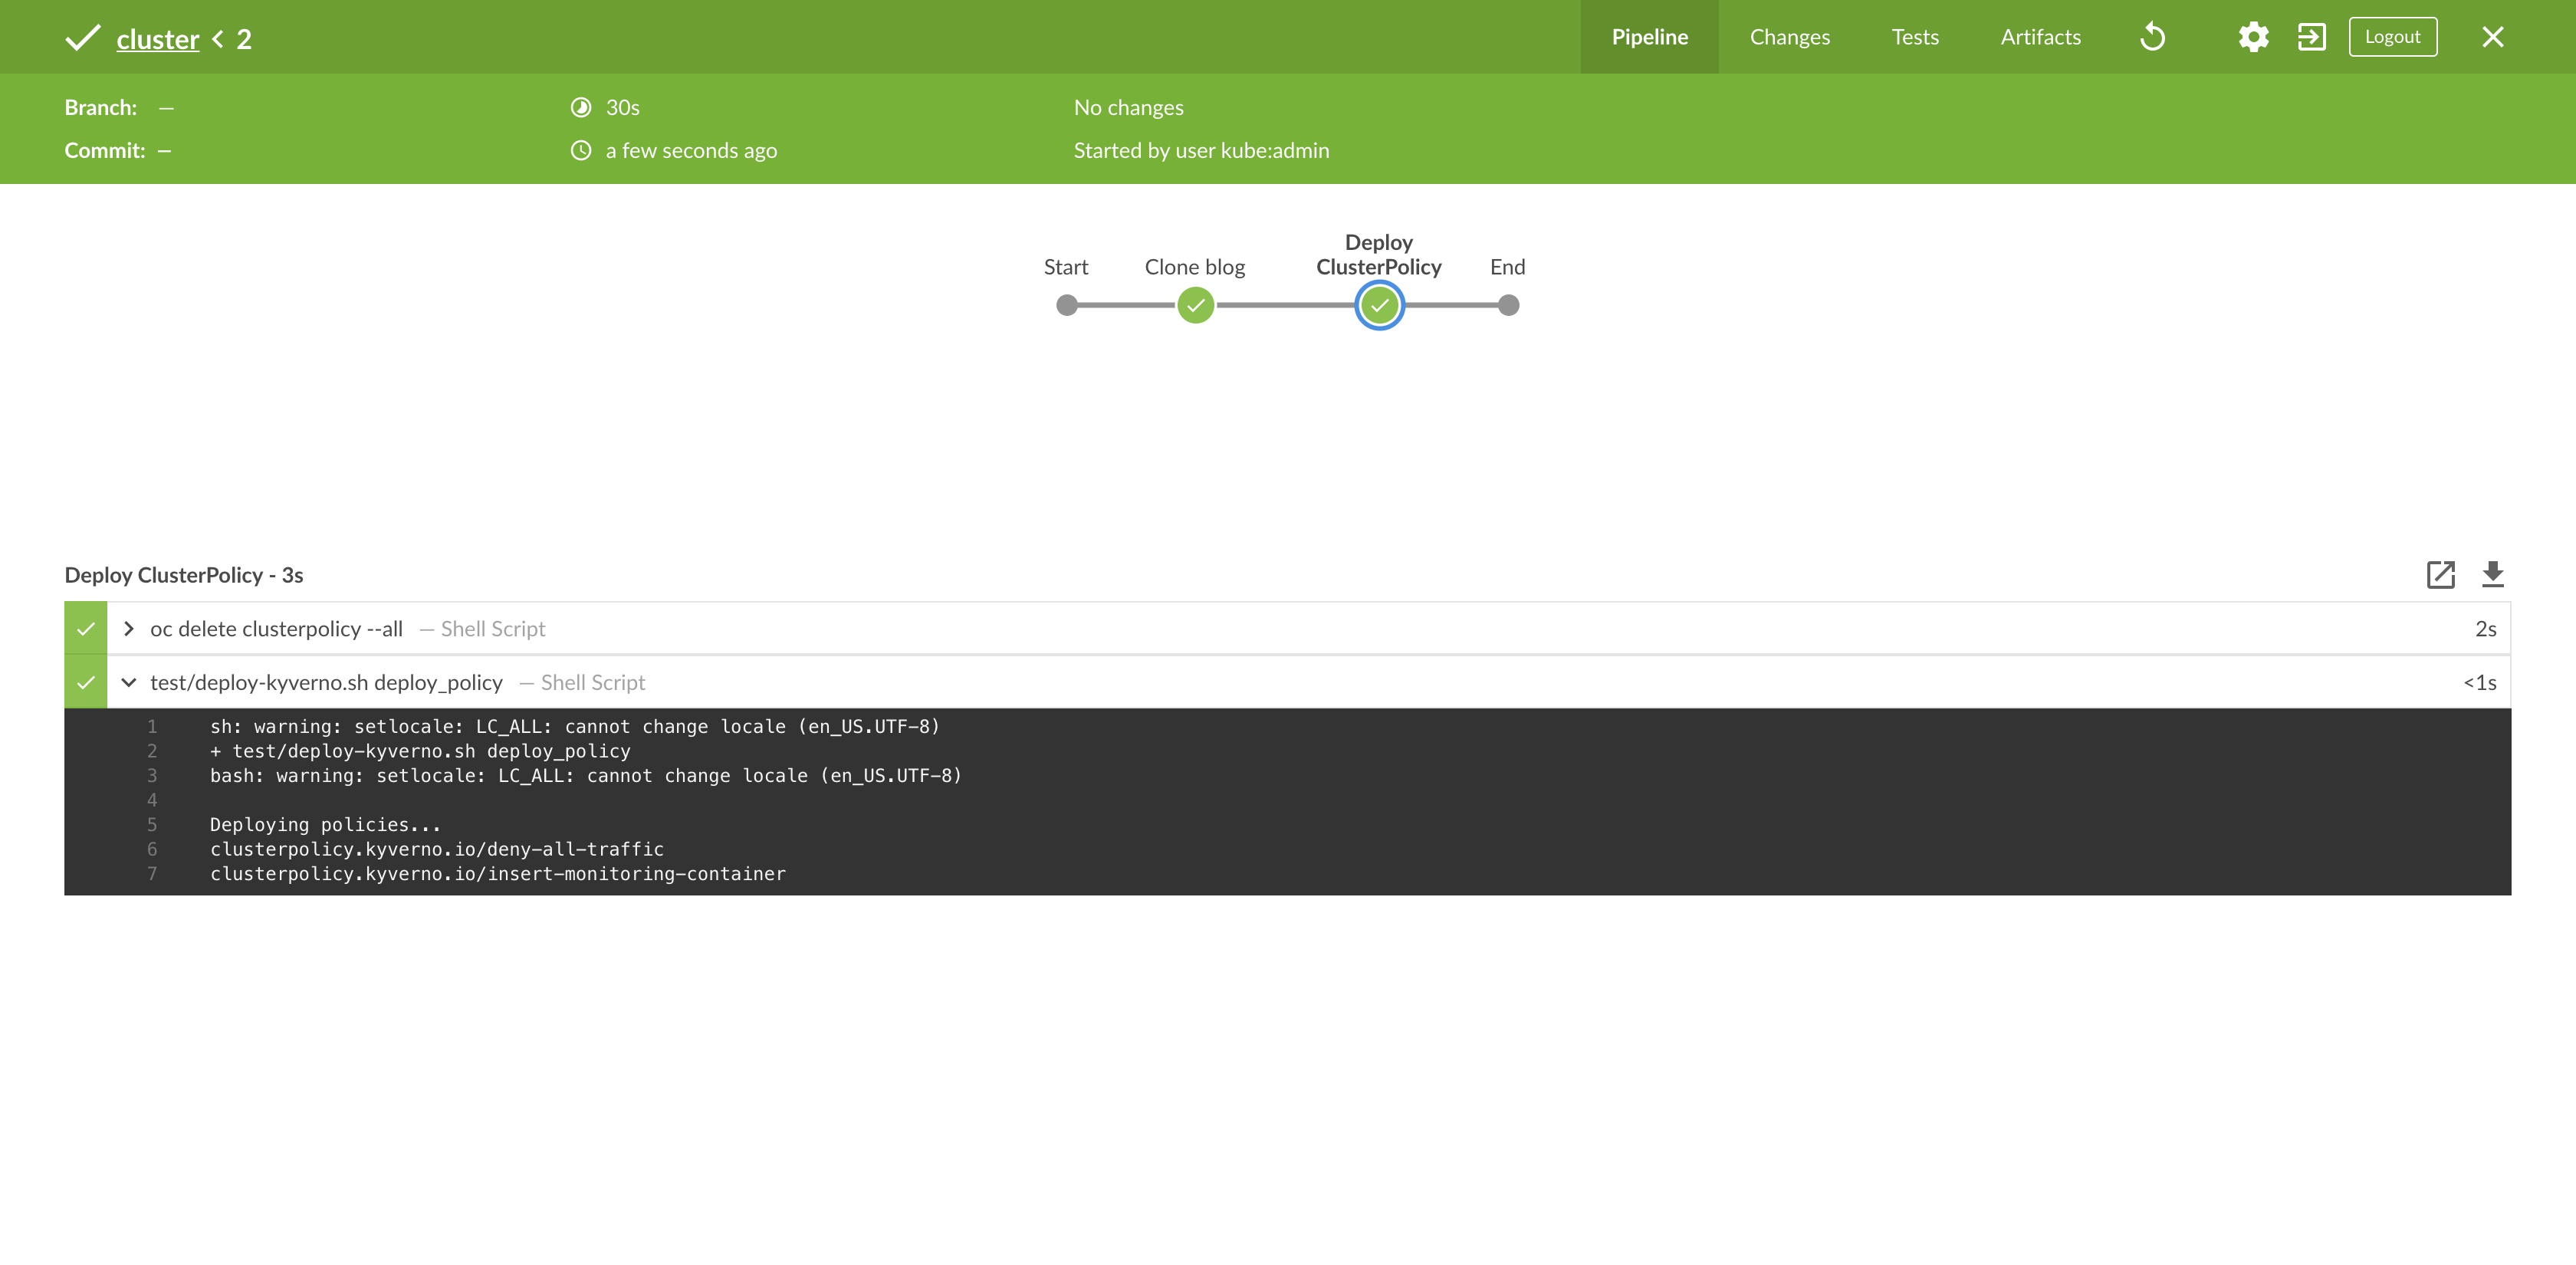 cluster < 2
Pipeline Changes Tests Artifacts Logout
Branch: — 30s No changes
Commit: — a few seconds ago Started by user kube:admin
Start Clone blog Deploy ClusterPolicy End
Deploy ClusterPolicy - 3s
oc delete clusterpolicy --all — Shell Script 2s
test/deploy-kyverno.sh deploy_policy — Shell Script <1s
1 sh: warning: setlocale: LC_ALL: cannot change locale (en_US.UTF-8)
2 + test/deploy-kyverno.sh deploy_policy
3 bash: warning: setlocale: LC_ALL: cannot change locale (en_US.UTF-8)
4
5 Deploying policies...
6 clusterpolicy.kyverno.io/deny-all-traffic
7 clusterpolicy.kyverno.io/insert-monitoring-container